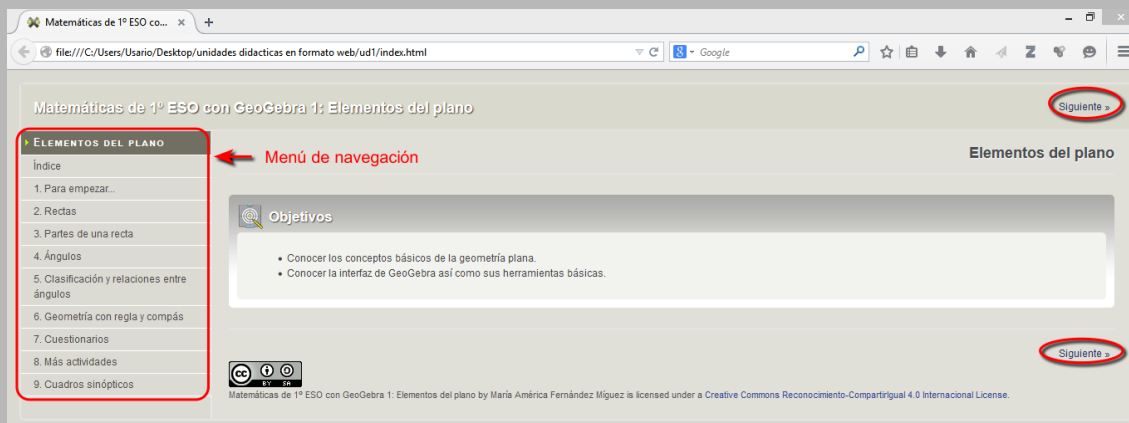 Matemáticas de 1º ESO co...
file:///C:/Users/Usario/Desktop/unidades didacticas en formato web/ud1/index.html
Google
Matemáticas de 1º ESO con GeoGebra 1: Elementos del plano
Siguiente »
ELEMENTOS DEL PLANO
Índice
1. Para empezar...
2. Rectas
3. Partes de una recta
4. Ángulos
5. Clasificación y relaciones entre
ángulos
6. Geometría con regla y compás
7. Cuestionarios
8. Más actividades
9. Cuadros sinópticos
Menú de navegación
Elementos del plano
Objetivos
• Conocer los conceptos básicos de la geometría plana.
• Conocer la interfaz de GeoGebra así como sus herramientas básicas.
Siguiente »
cc
BY SA
Matemáticas de 1º ESO con GeoGebra 1: Elementos del plano by María América Fernández Míguez is licensed under a Creative Commons Reconocimiento-CompartirIgual 4.0 Internacional License.